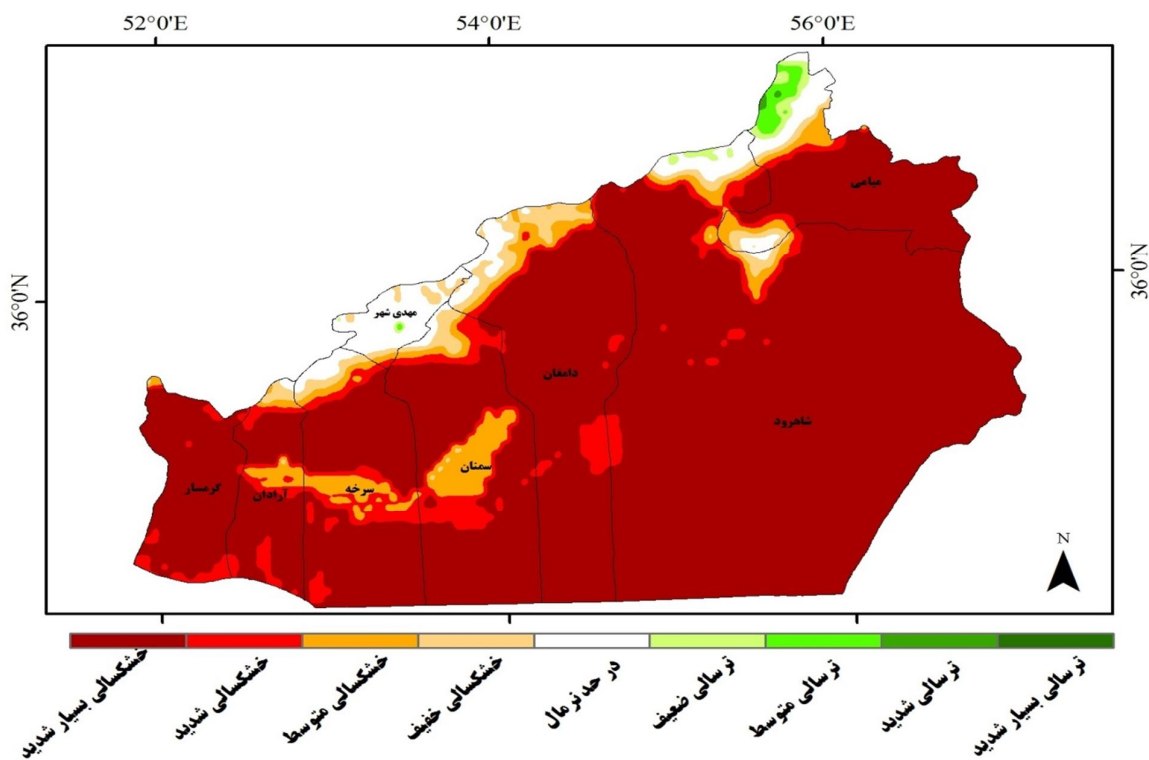 52°0'E 54°0'E 56°0'E
میامی
36°0'N
36°0'N
مهدی شهر
دامغان
شاهرود
سمنان
سرخه
آرادان
گرمسار
N
خشکسالی بسیار شدید
خشکسالی شدید
خشکسالی متوسط
خشکسالی خفیف
در حد نرمال
ترسالی ضعیف
ترسالی متوسط
ترسالی شدید
ترسالی بسیار شدید